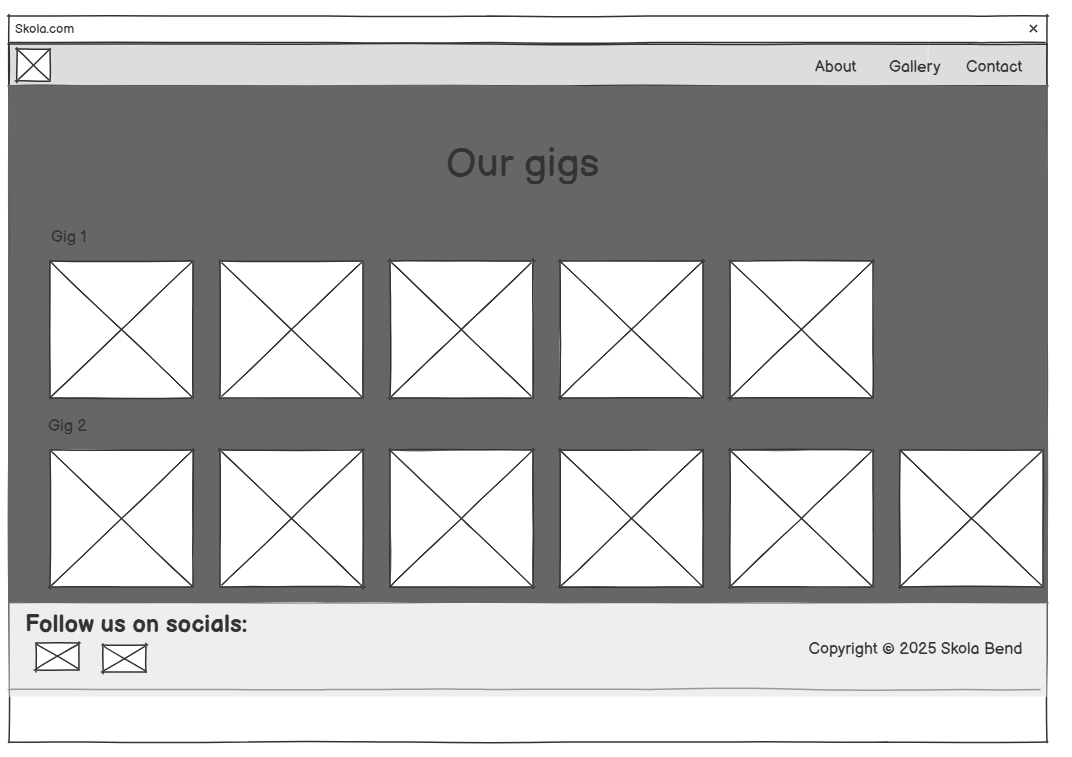 Skola.com
About Gallery Contact
Our gigs
Gig 1
Gig 2
Follow us on socials:
Copyright © 2025 Skola Bend